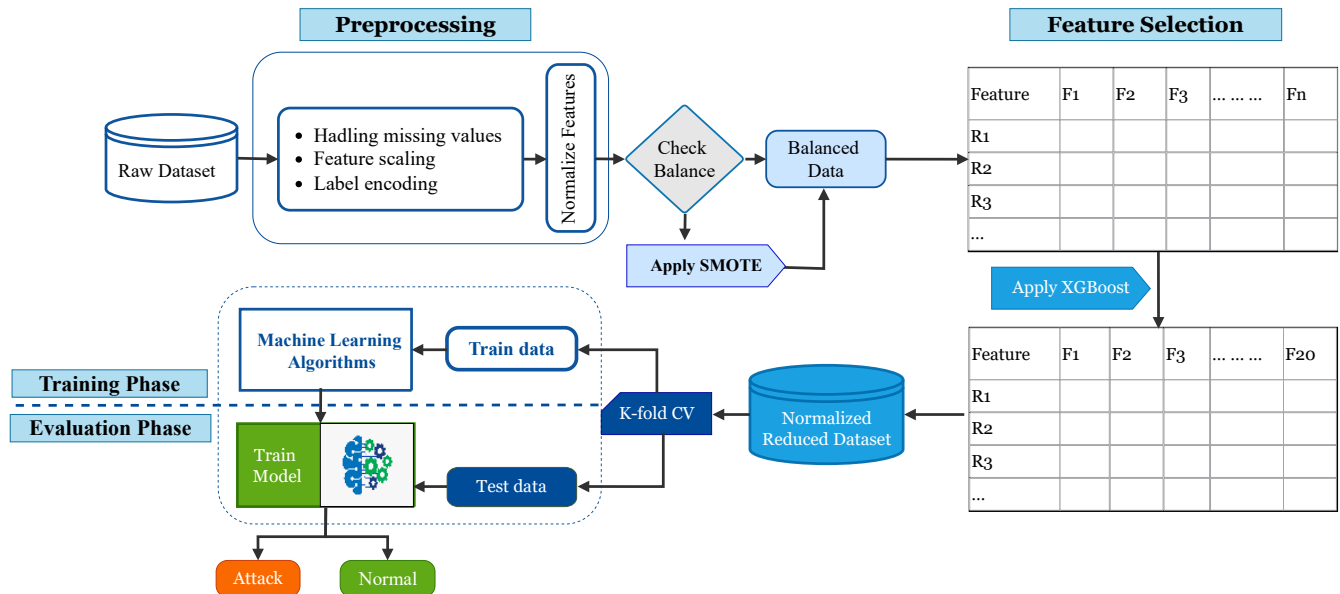 Preprocessing
Feature Selection
Raw Dataset
• Hadling missing values
• Feature scaling
• Label encoding
Normalize Features
Check
Balance
Balanced
Data
Apply SMOTE
Feature F1 F2 F3 ... ... ... Fn
R1
R2
R3
...
Apply XGBoost
Feature F1 F2 F3 ... ... ... F20
R1
R2
R3
...
Normalized
Reduced Dataset
K-fold CV
Train data
Machine Learning
Algorithms
Training Phase
Evaluation Phase
Train
Model
Test data
Attack
Normal